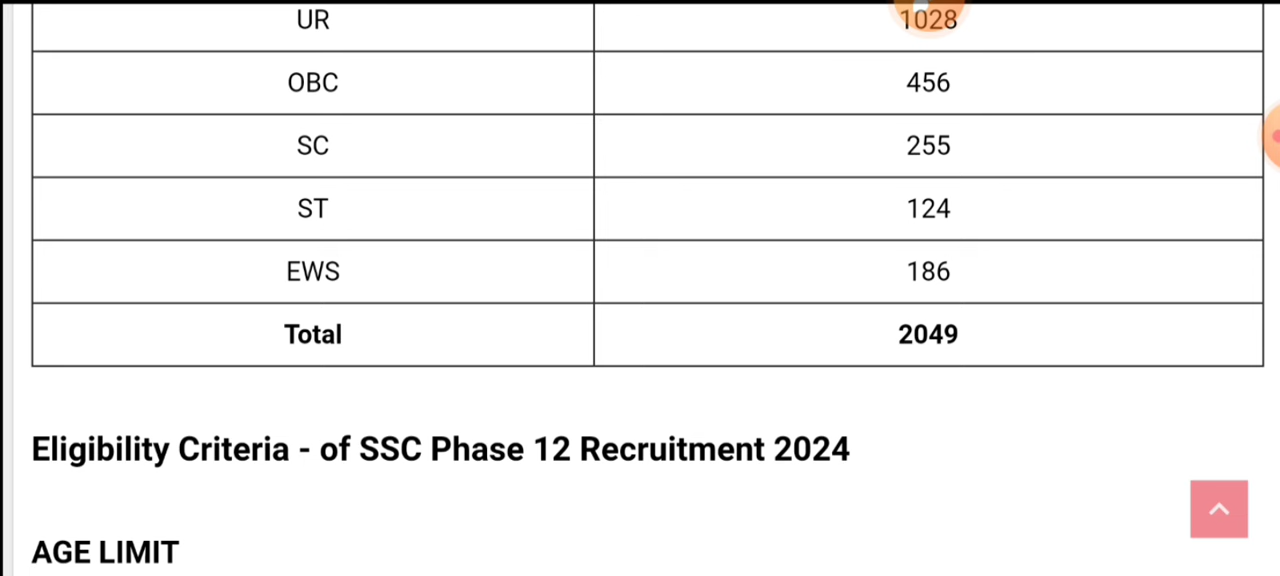 UR 1028
OBC 456
SC 255
ST 124
EWS 186
Total 2049
Eligibility Criteria - of SSC Phase 12 Recruitment 2024
AGE LIMIT